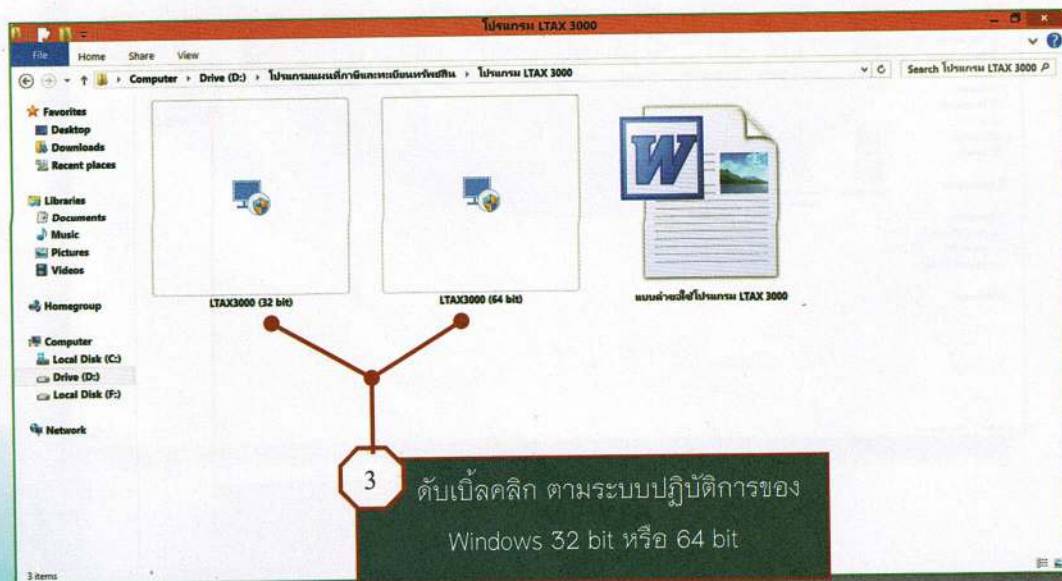 โปรแกรม LTAX 3000
File Home Share View
Computer Drive (D:) โปรแกรมแผนที่ภาษีและทะเบียนทรัพย์สิน โปรแกรม LTAX 3000
Search โปรแกรม LTAX 3000
Favorites
Desktop
Downloads
Recent places
Libraries
Documents
Music
Pictures
Videos
Homegroup
Computer
Local Disk (C:)
Drive (D:)
Local Disk (F:)
Network
LTAX3000 (32 bit)
LTAX3000 (64 bit)
แบบคำขอใช้โปรแกรม LTAX 3000
3
ดับเบิ้ลคลิก ตามระบบปฏิบัติการของ
Windows 32 bit หรือ 64 bit
3 items